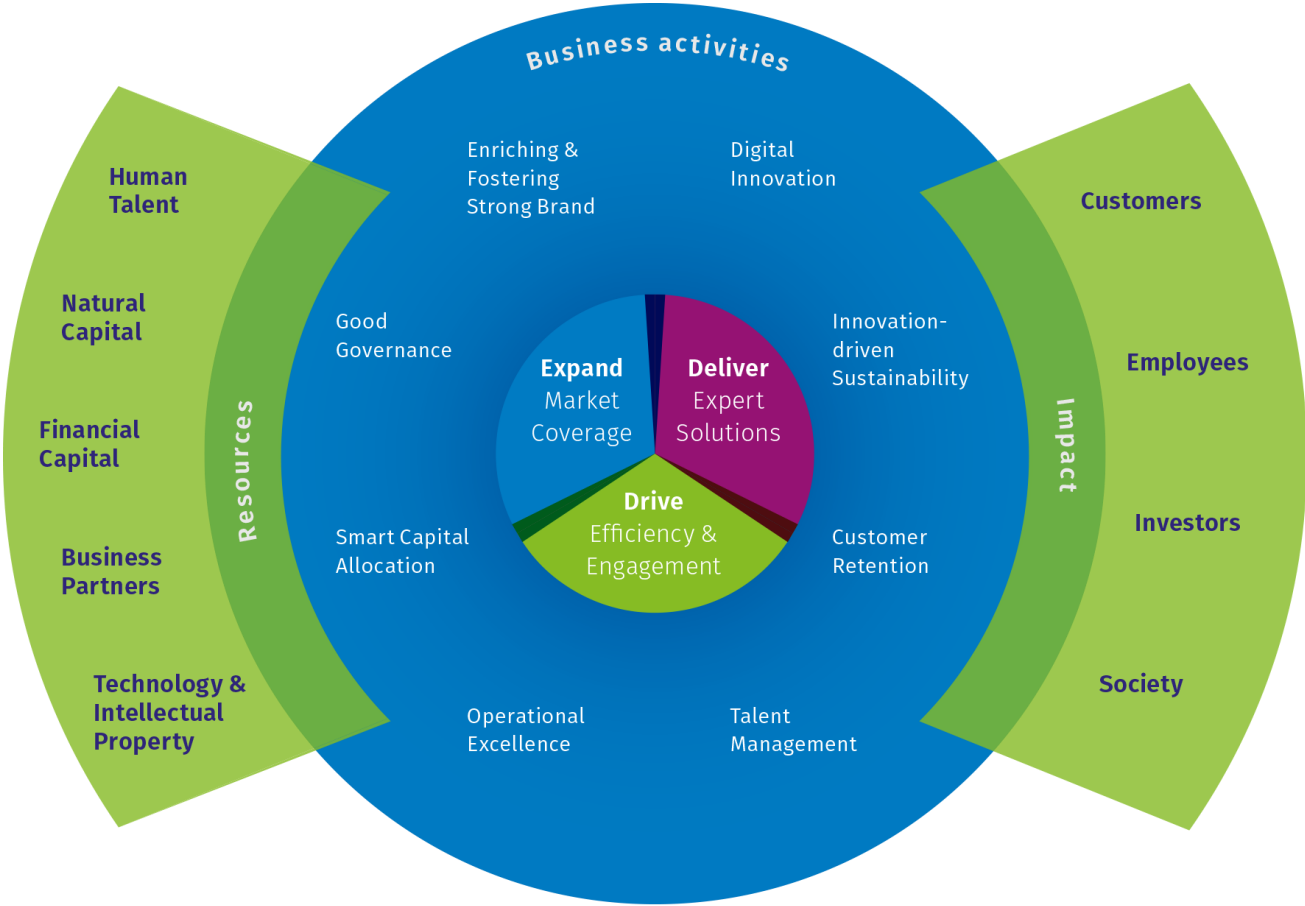 Business activities
Human
Talent
Natural
Capital
Financial
Capital
Business
Partners
Technology &
Intellectual
Property
Resources
Enriching &
Fostering
Strong Brand
Digital
Innovation
Good
Governance
Innovation-
driven
Sustainability
Expand
Market
Coverage
Deliver
Expert
Solutions
Drive
Efficiency &
Engagement
Smart Capital
Allocation
Customer
Retention
Operational
Excellence
Talent
Management
Impact
Customers
Employees
Investors
Society